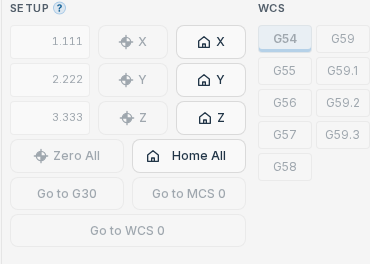 SETUP ? WCS
1 111 X X G54 G59
2.222 Y Y G55 G59.1
3.333 Z Z G56 G59.2
Zero All Home All G57 G59.3
Go to G30 Go to MCS 0 G58
Go to WCS 0